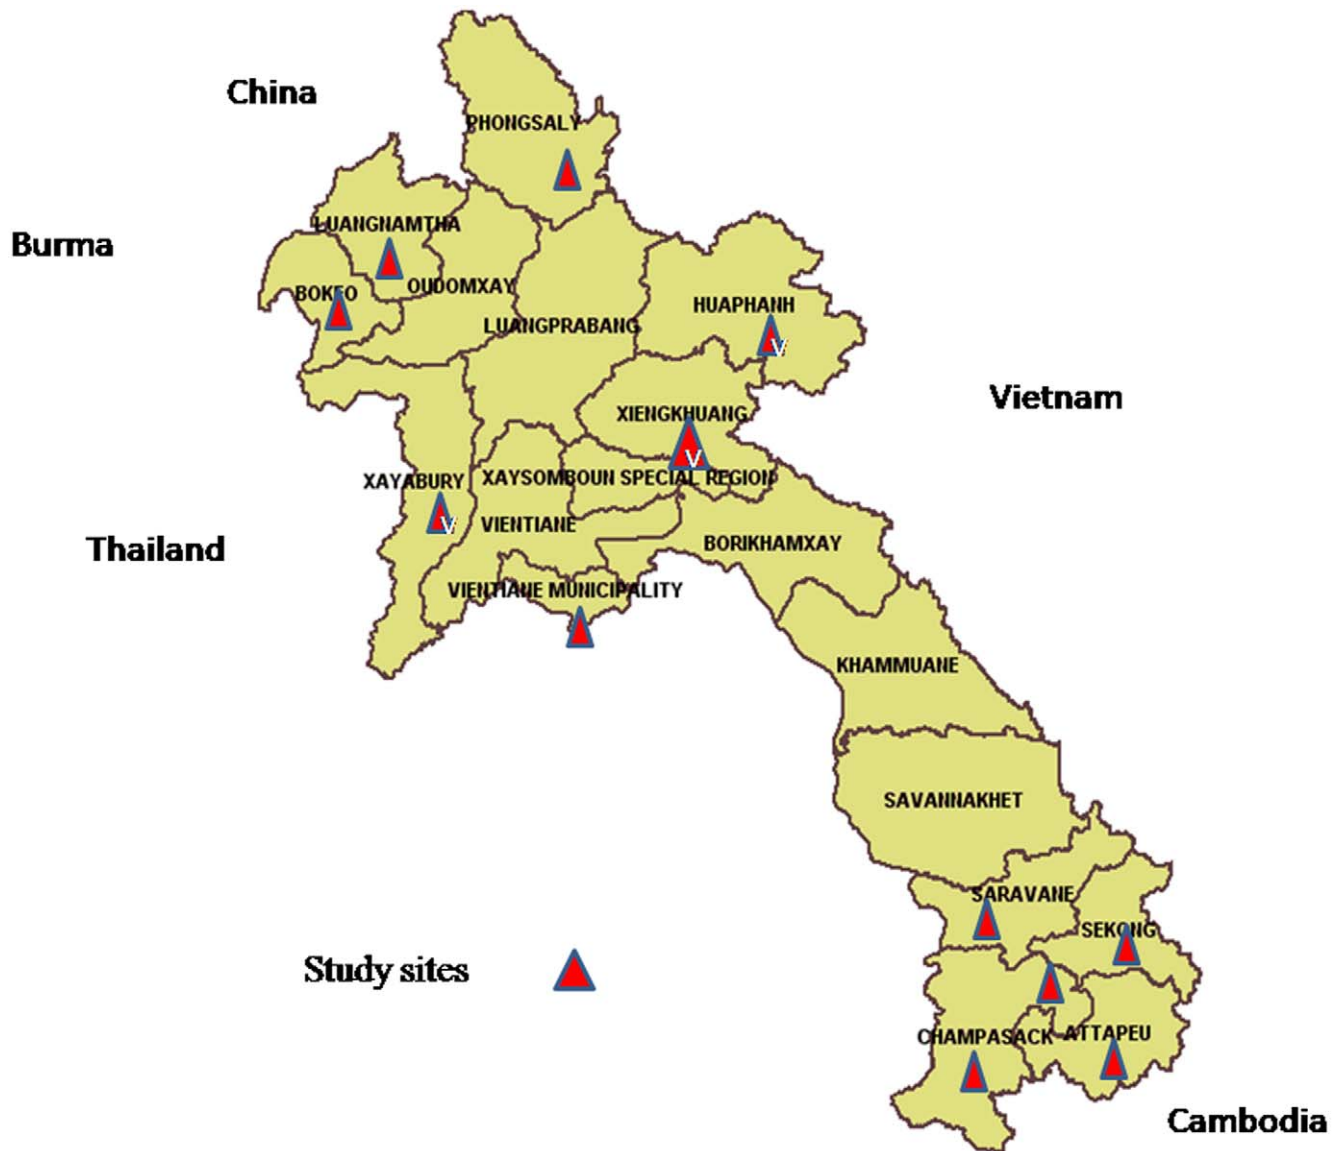 China
PHONGSALY
LUANGNAMTHA
Burma
BOKEO
OUDOMXAY
HUAPHANH
LUANGPRABANG
V
Vietnam
XIENGKHUANG
V
XAYABURY
XAYSOMBOUN SPECIAL REGION
V
VIENTIANE
Thailand
BORIKHAMXAY
VIENTIANE MUNICIPALITY
KHAMMUANE
SAVANNAKHET
SARAVANE
SEKONG
Study sites
CHAMPASACK
ATTAPEU
Cambodia